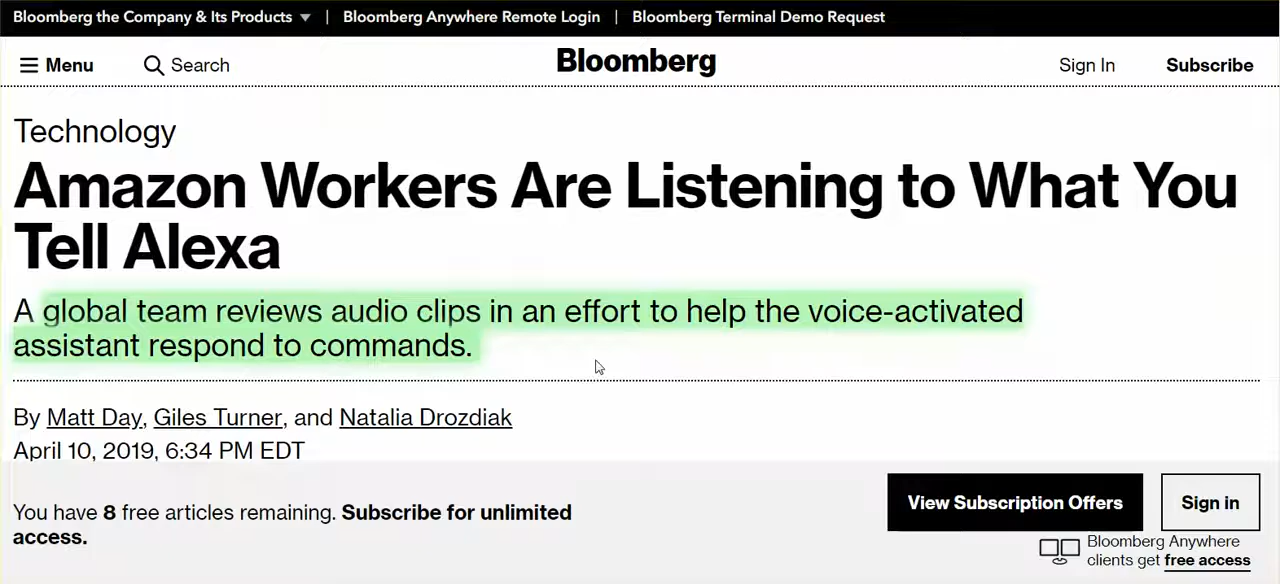 Bloomberg the Company & Its Products ▼ | Bloomberg Anywhere Remote Login | Bloomberg Terminal Demo Request
Menu Search Bloomberg Sign In Subscribe
Technology
Amazon Workers Are Listening to What You
Tell Alexa
A global team reviews audio clips in an effort to help the voice-activated
assistant respond to commands.
By Matt Day, Giles Turner, and Natalia Drozdiak
April 10, 2019, 6:34 PM EDT
You have 8 free articles remaining. Subscribe for unlimited
access.
View Subscription Offers Sign in
Bloomberg Anywhere
clients get free access